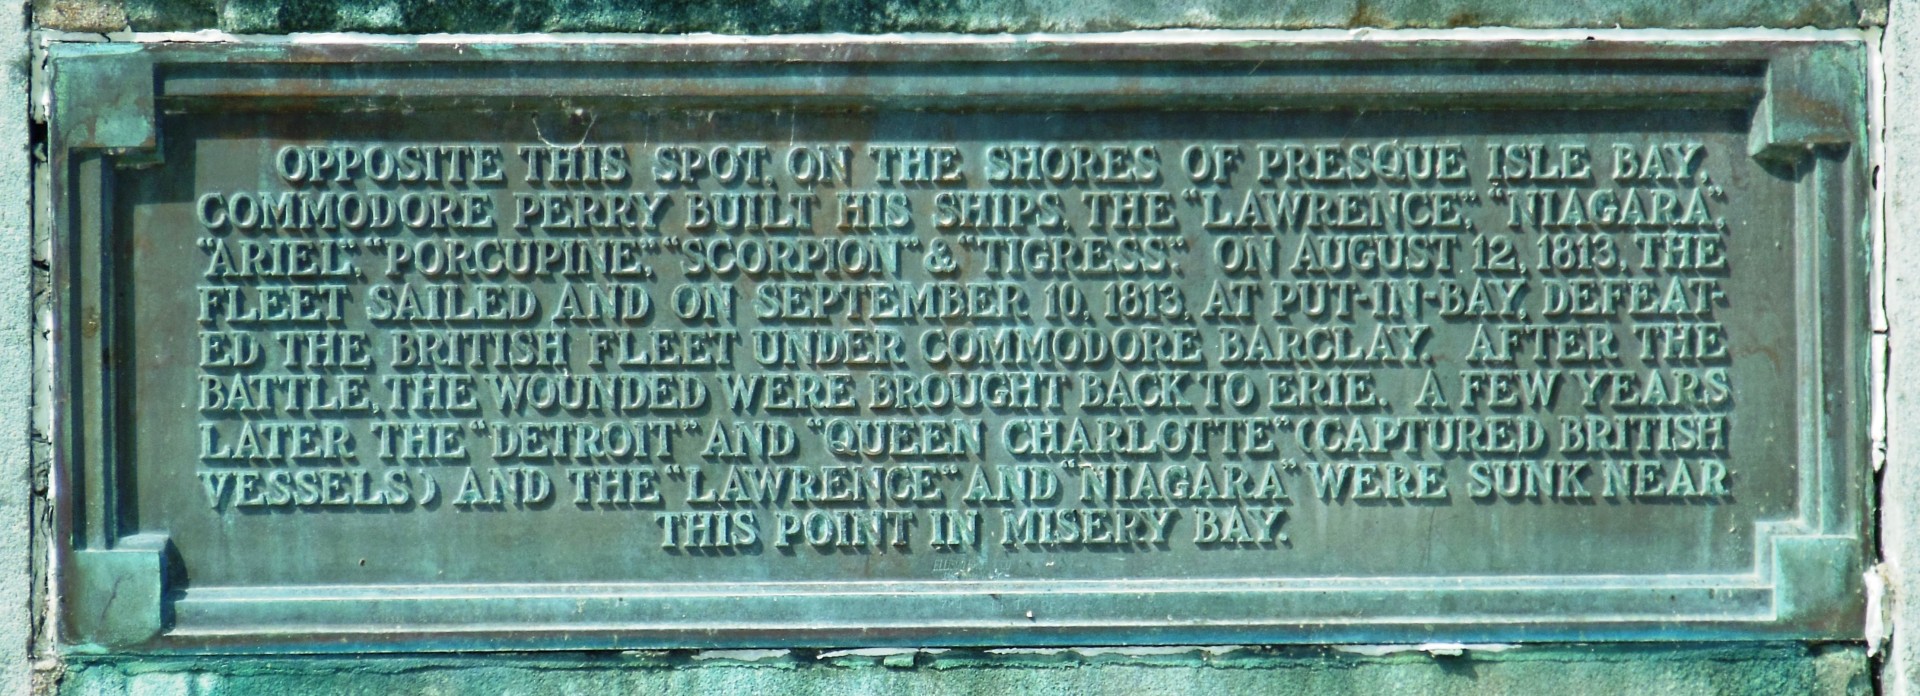 OPPOSITE THIS SPOT, ON THE SHORES OF PRESQUE ISLE BAY,
COMMODORE PERRY BUILT HIS SHIPS, THE "LAWRENCE," "NIAGARA,"
"ARIEL," "PORCUPINE," "SCORPION" & "TIGRESS." ON AUGUST 12, 1813, THE
FLEET SAILED AND ON SEPTEMBER 10, 1813, AT PUT-IN-BAY, DEFEAT-
ED THE BRITISH FLEET UNDER COMMODORE BARCLAY. AFTER THE
BATTLE, THE WOUNDED WERE BROUGHT BACK TO ERIE. A FEW YEARS
LATER THE "DETROIT" AND "QUEEN CHARLOTTE" (CAPTURED BRITISH
VESSELS) AND THE "LAWRENCE" AND "NIAGARA" WERE SUNK NEAR
THIS POINT IN MISERY BAY.